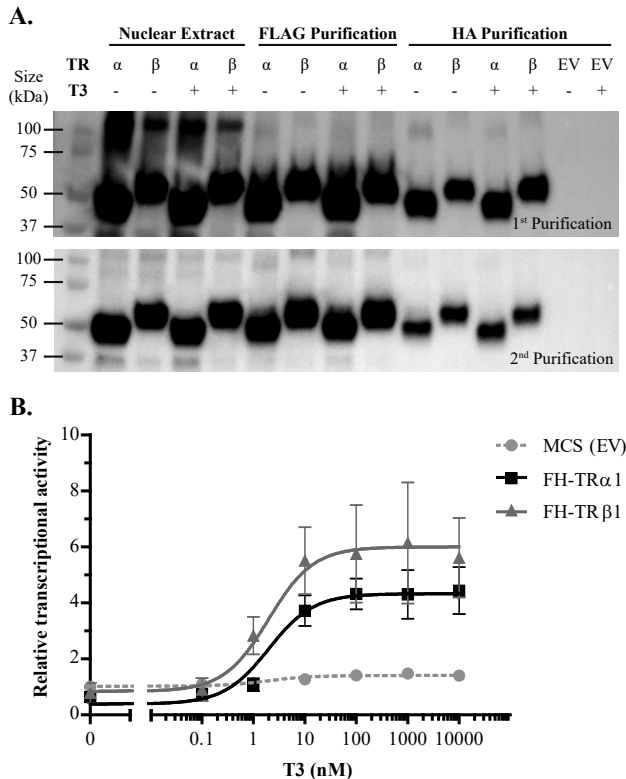 A.
Nuclear Extract FLAG Purification HA Purification
TR α β α β α β α β α β α β EV EV
Size (kDa)
T3 - - + + - - + + - - + + - +
100
75
50
37
1st Purification
100
75
50
37
2nd Purification
B.
10
8
6
4
2
0
Relative transcriptional activity
0 0.1 1 10 100 1000 10000
T3 (nM)
MCS (EV)
FH-TRα1
FH-TRβ1